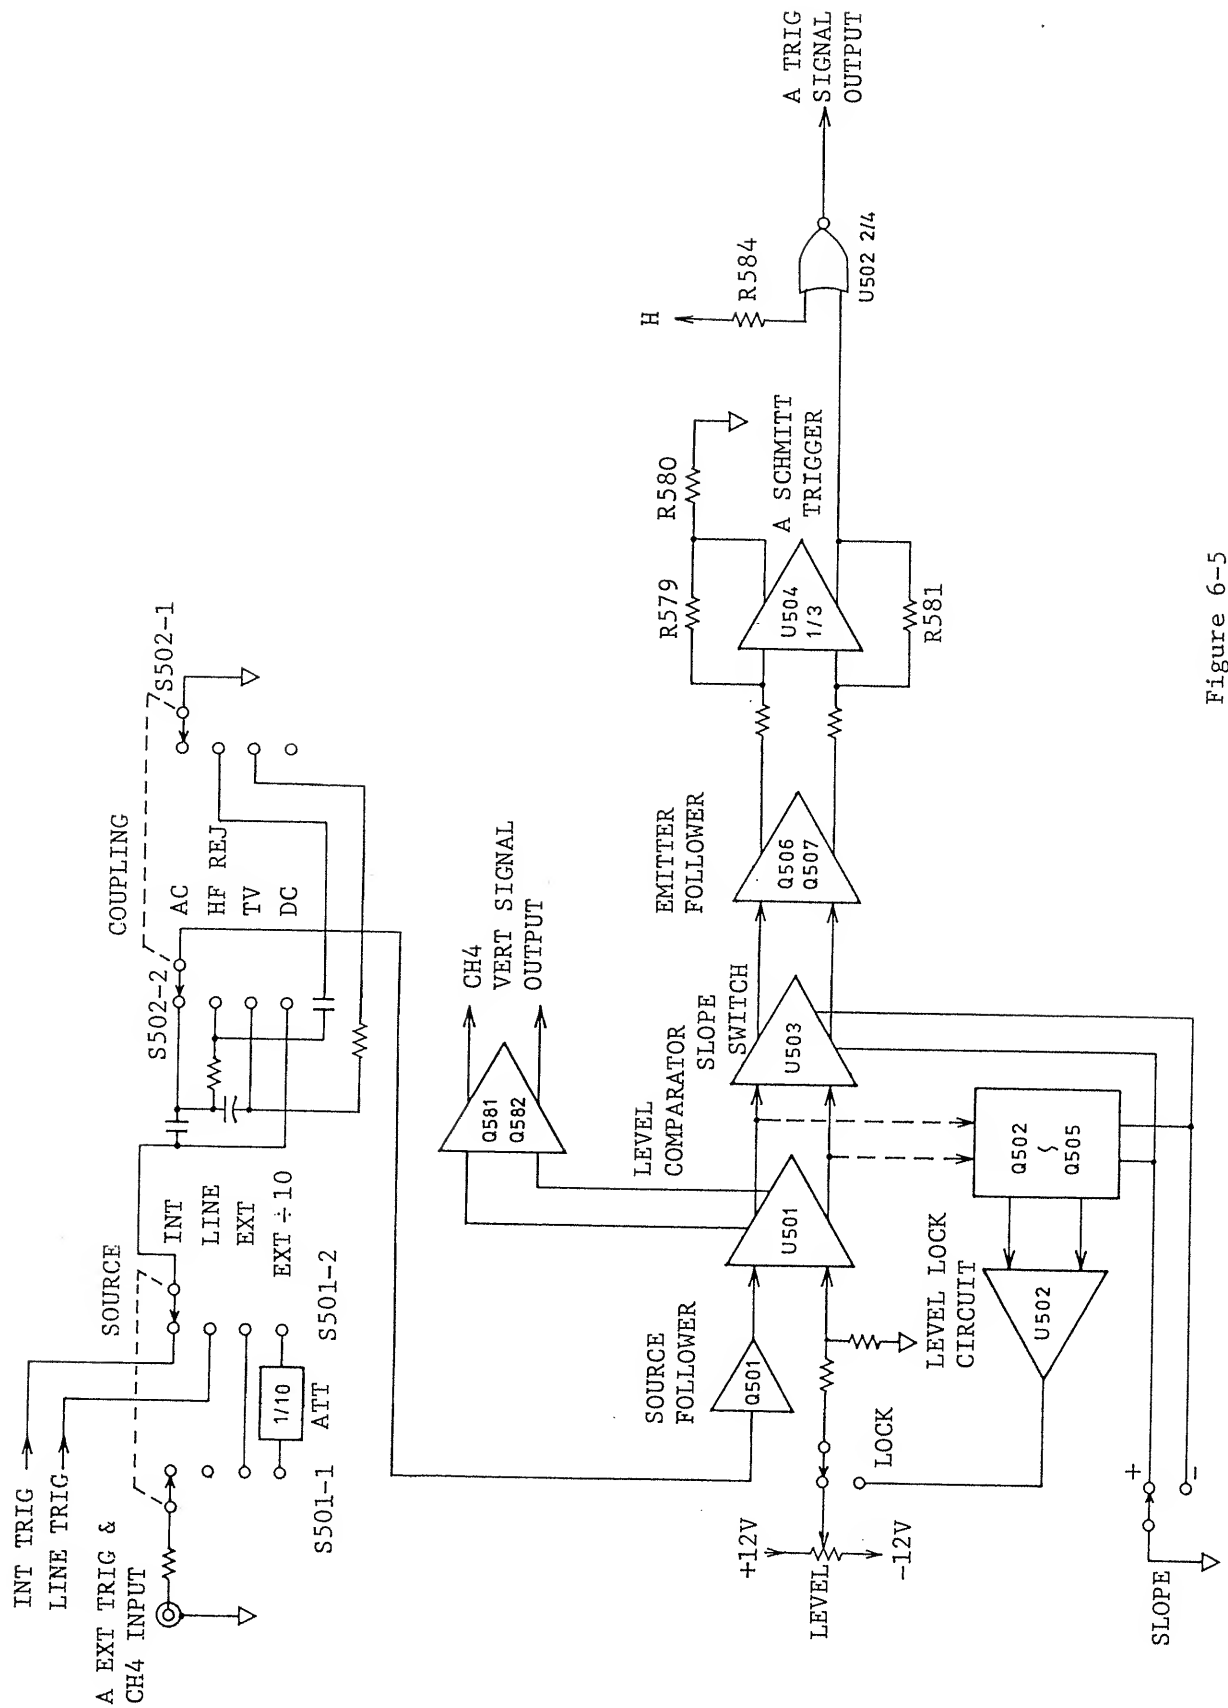 INT TRIG
LINE TRIG
A EXT TRIG &
CH4 INPUT
S501-1
1/10
ATT
SOURCE
INT
LINE
EXT
EXT ÷ 10
S501-2
COUPLING
S502-2
AC
HF REJ
TV
DC
S502-1
SOURCE
FOLLOWER
Q501
LEVEL
COMPARATOR
U501
Q581
Q582
CH4
VERT SIGNAL
OUTPUT
SLOPE
SWITCH
U503
EMITTER
FOLLOWER
Q506
Q507
R579
R580
U504
1/3
R581
A SCHMITT
TRIGGER
H
R584
U502 2/4
A TRIG
SIGNAL
OUTPUT
+12V
LEVEL
-12V
LOCK
LEVEL LOCK
CIRCUIT
U502
Q502
∫
Q505
SLOPE
+
-
Figure 6-5